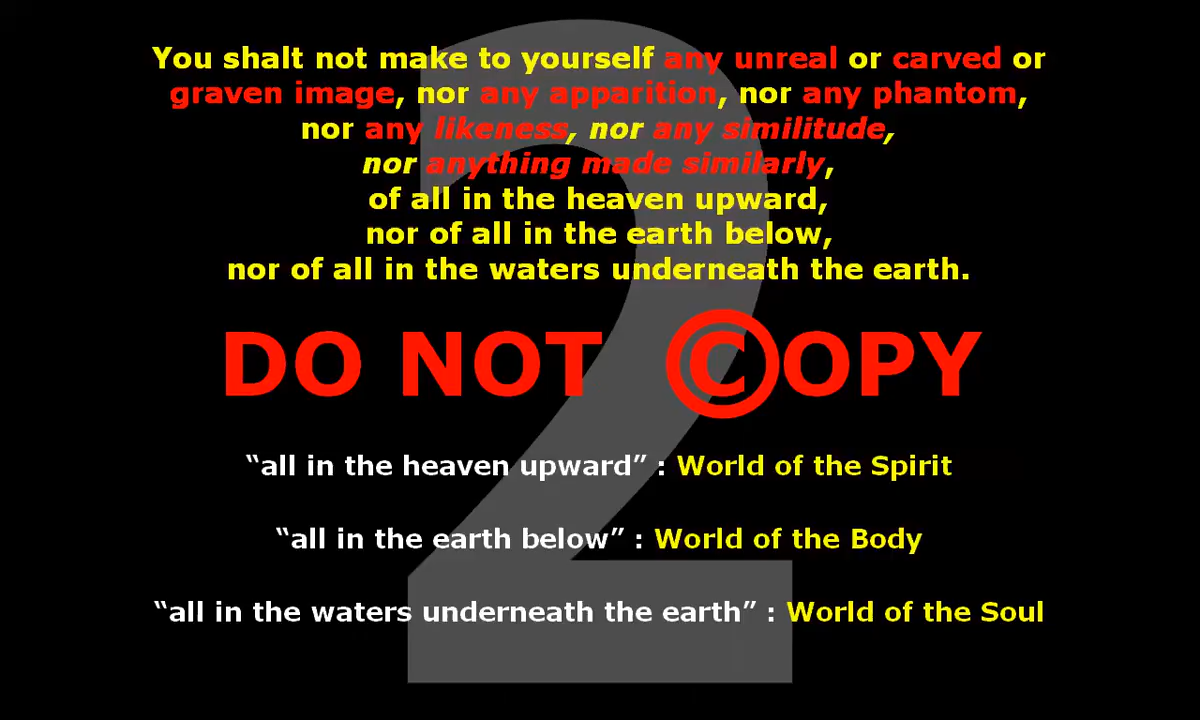 You shalt not make to yourself any unreal or carved or
graven image, nor any apparition, nor any phantom,
nor any likeness, nor any similitude,
nor anything made similarly,
of all in the heaven upward,
nor of all in the earth below,
nor of all in the waters underneath the earth.
DO NOT ©OPY
“all in the heaven upward” : World of the Spirit
“all in the earth below” : World of the Body
“all in the waters underneath the earth” : World of the Soul
2